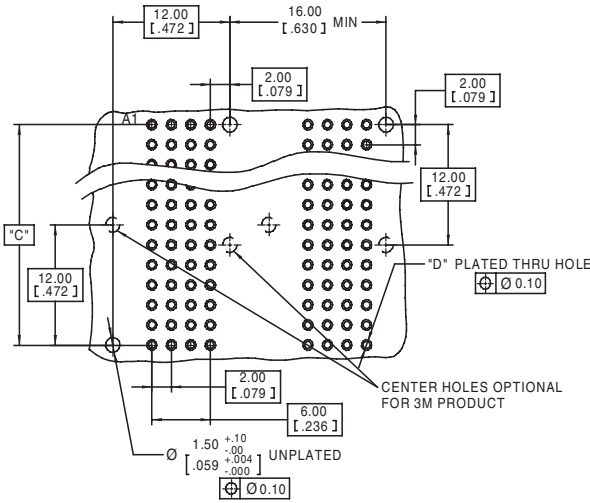 12.00
[.472]
16.00
[.630] MIN
2.00
[.079]
2.00
[.079]
A1
12.00
[.472]
"C"
12.00
[.472]
"D" PLATED THRU HOLE
Ø 0.10
2.00
[.079]
CENTER HOLES OPTIONAL
FOR 3M PRODUCT
6.00
[.236]
Ø 1.50 +.10 -.00
[.059 +.004 -.000] UNPLATED
Ø 0.10